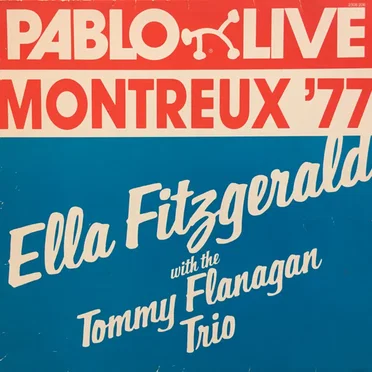 PABLO LIVE
MONTREUX '77
Ella Fitzgerald
with the
Tommy Flanagan
Trio